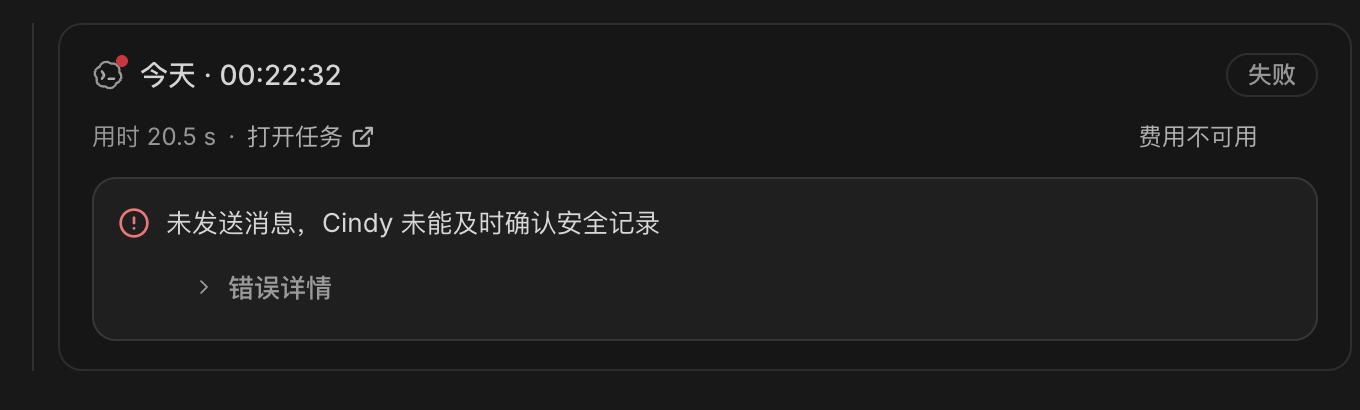 今天 · 00:22:32
失败
用时 20.5 s · 打开任务
费用不可用
未发送消息，Cindy 未能及时确认安全记录
错误详情